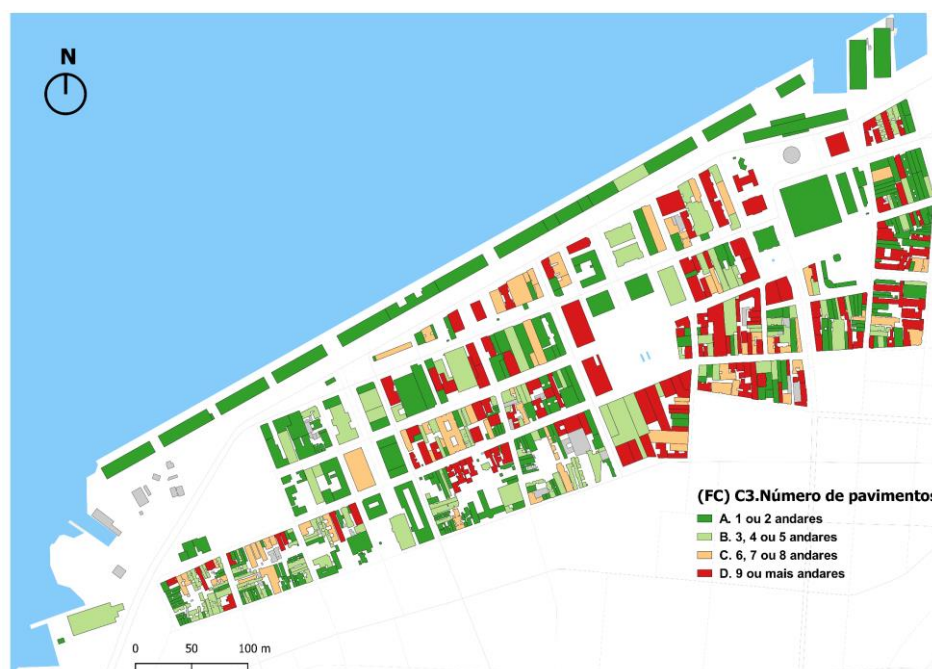 N
(FC) C3.Número de pavimentos
A. 1 ou 2 andares
B. 3, 4 ou 5 andares
C. 6, 7 ou 8 andares
D. 9 ou mais andares
0 50 100 m